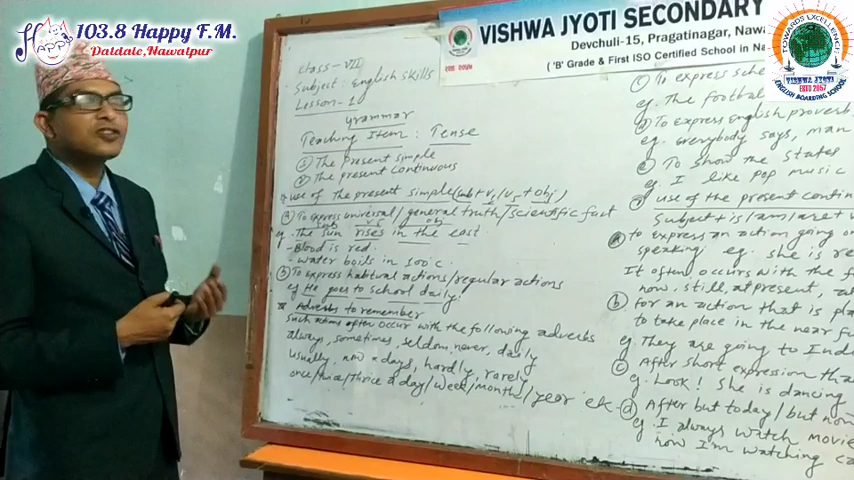 103.8 Happy F.M.
Daldale,Nawalpur
HAPPY
VISHWA JYOTI SECONDARY
Devchuli-15, Pragatinagar, Nawa
( 'B' Grade & First ISO Certified School in Na
TOWARDS EXCELLENCE
VISHWA JYOTI
ESTD 2057
ENGLISH BOARDING SCHOOL
Class - VII
Subject: English Skills
Lesson - 1
Grammar
Teaching Item : Tense
① The present simple
② The present continuous
* use of the present simple (sub + V₁/V₅ + obj)
ⓐ To express universal/general truth/scientific fact
eg. - The sun rises in the east
- Blood is red.
- water boils in 100°c.
ⓑ To express habitual actions/regular actions
eg He goes to school daily.
* Adverbs to remember
such actions often occur with the following adverbs
always, sometimes, seldom, never, daily
usually, now a days, hardly, rarely
once/twice/thrice a day/week/month/year etc-
ⓒ To express sche
eg. The footbal
ⓓ To express english proverb
eg. everybody says, man
ⓔ To show the states
eg. I like pop music
use of the present contin
Subject + is/am/are +
ⓐ to express an action going o
speaking. eg. she is re
It often occurs with the f
now, still, at present,
ⓑ for an action that is pla
to take place in the near fu
eg. They are going to Indi
ⓒ After short expression tha
eg. Look! She is dancing
ⓓ After but today/but now
eg. I always watch movie
now I'm watching ca